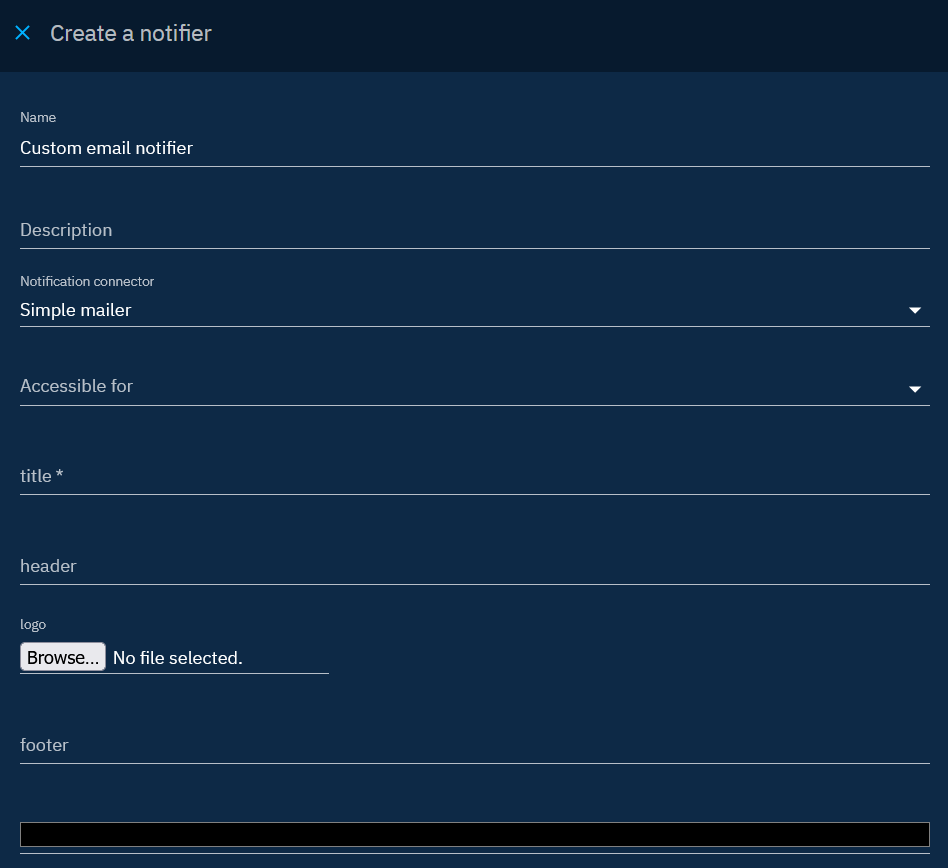 Create a notifier
Name
Custom email notifier
Description
Notification connector
Simple mailer
Accessible for
title *
header
logo
Browse... No file selected.
footer